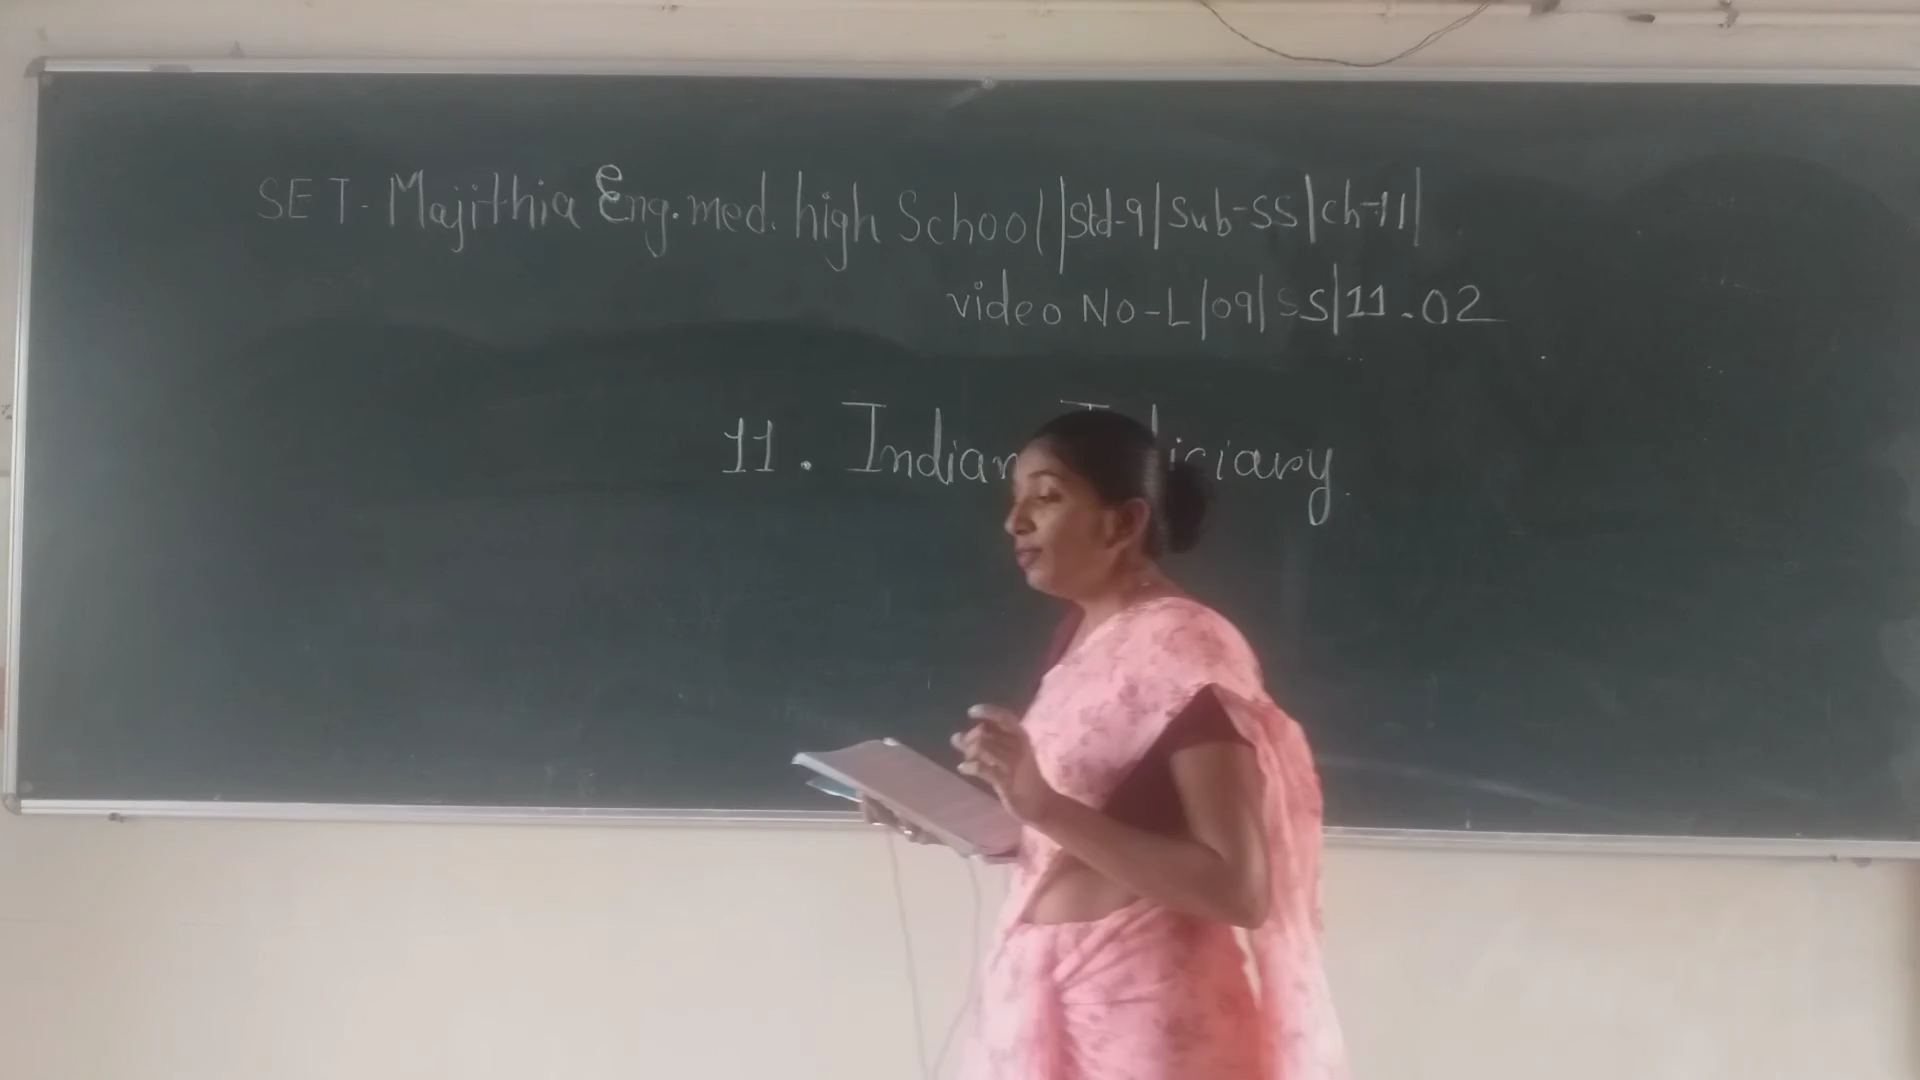 SET-Majithia Eng.med. high School||Std-9|Sub-SS|ch-11|
video No-L|09|SS|11.02
11. Indian